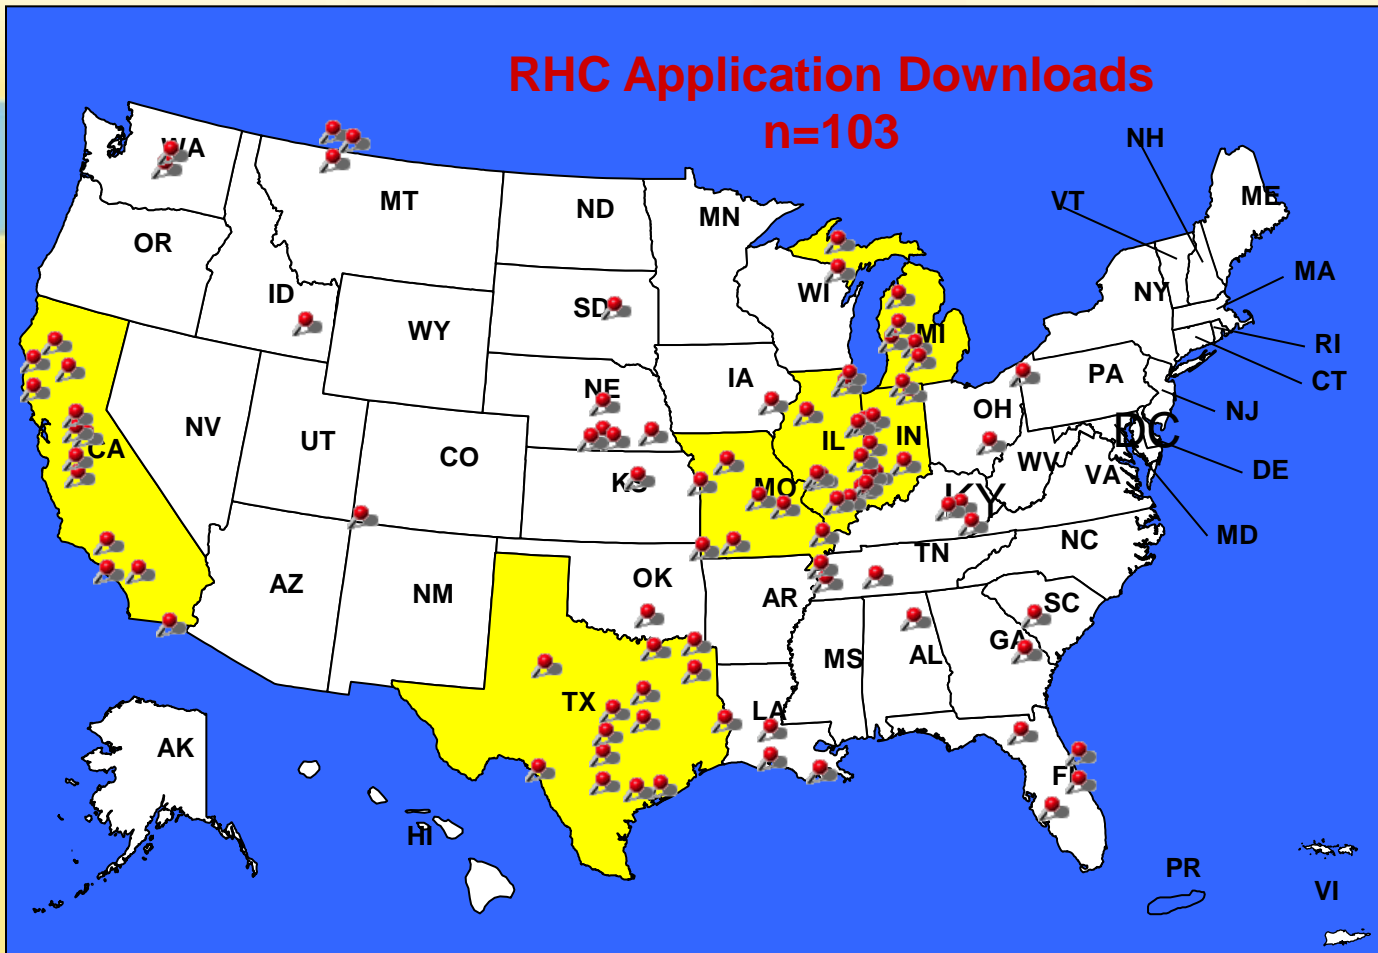 RHC Application Downloads
n=103
NH
WA
VT
ME
MT
ND
MN
OR
MA
ID
SD
WI
NY
WY
MI
RI
IA
PA
CT
NE
OH
NJ
NV
UT
CO
IL
IN
DC
CA
WV
VA
DE
KS
MO
KY
MD
TN
NC
AZ
NM
OK
AR
SC
GA
MS
AL
TX
LA
AK
FL
HI
PR
VI